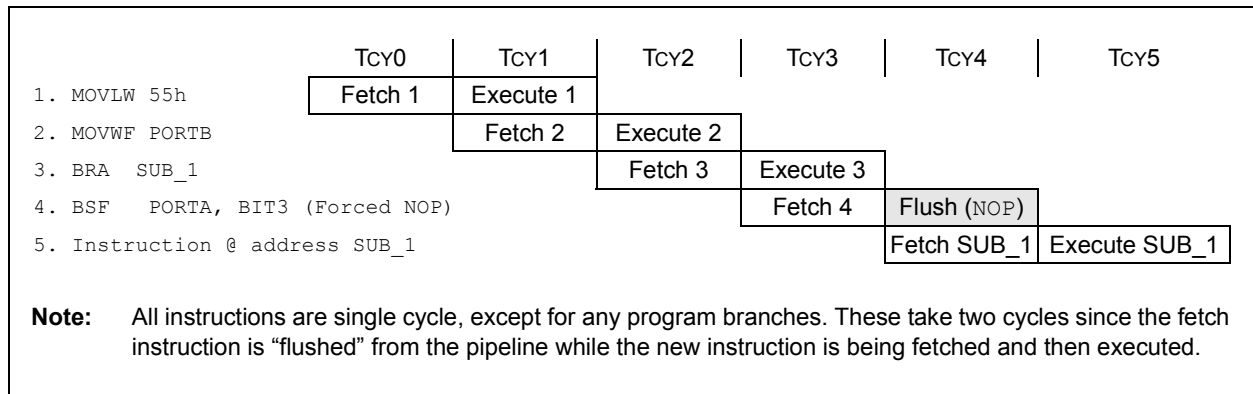 TCY0 TCY1 TCY2 TCY3 TCY4 TCY5
1. MOVLW 55h Fetch 1 Execute 1
2. MOVWF PORTB Fetch 2 Execute 2
3. BRA SUB_1 Fetch 3 Execute 3
4. BSF PORTA, BIT3 (Forced NOP) Fetch 4 Flush (NOP)
5. Instruction @ address SUB_1 Fetch SUB_1 Execute SUB_1
Note: All instructions are single cycle, except for any program branches. These take two cycles since the fetch
instruction is “flushed” from the pipeline while the new instruction is being fetched and then executed.